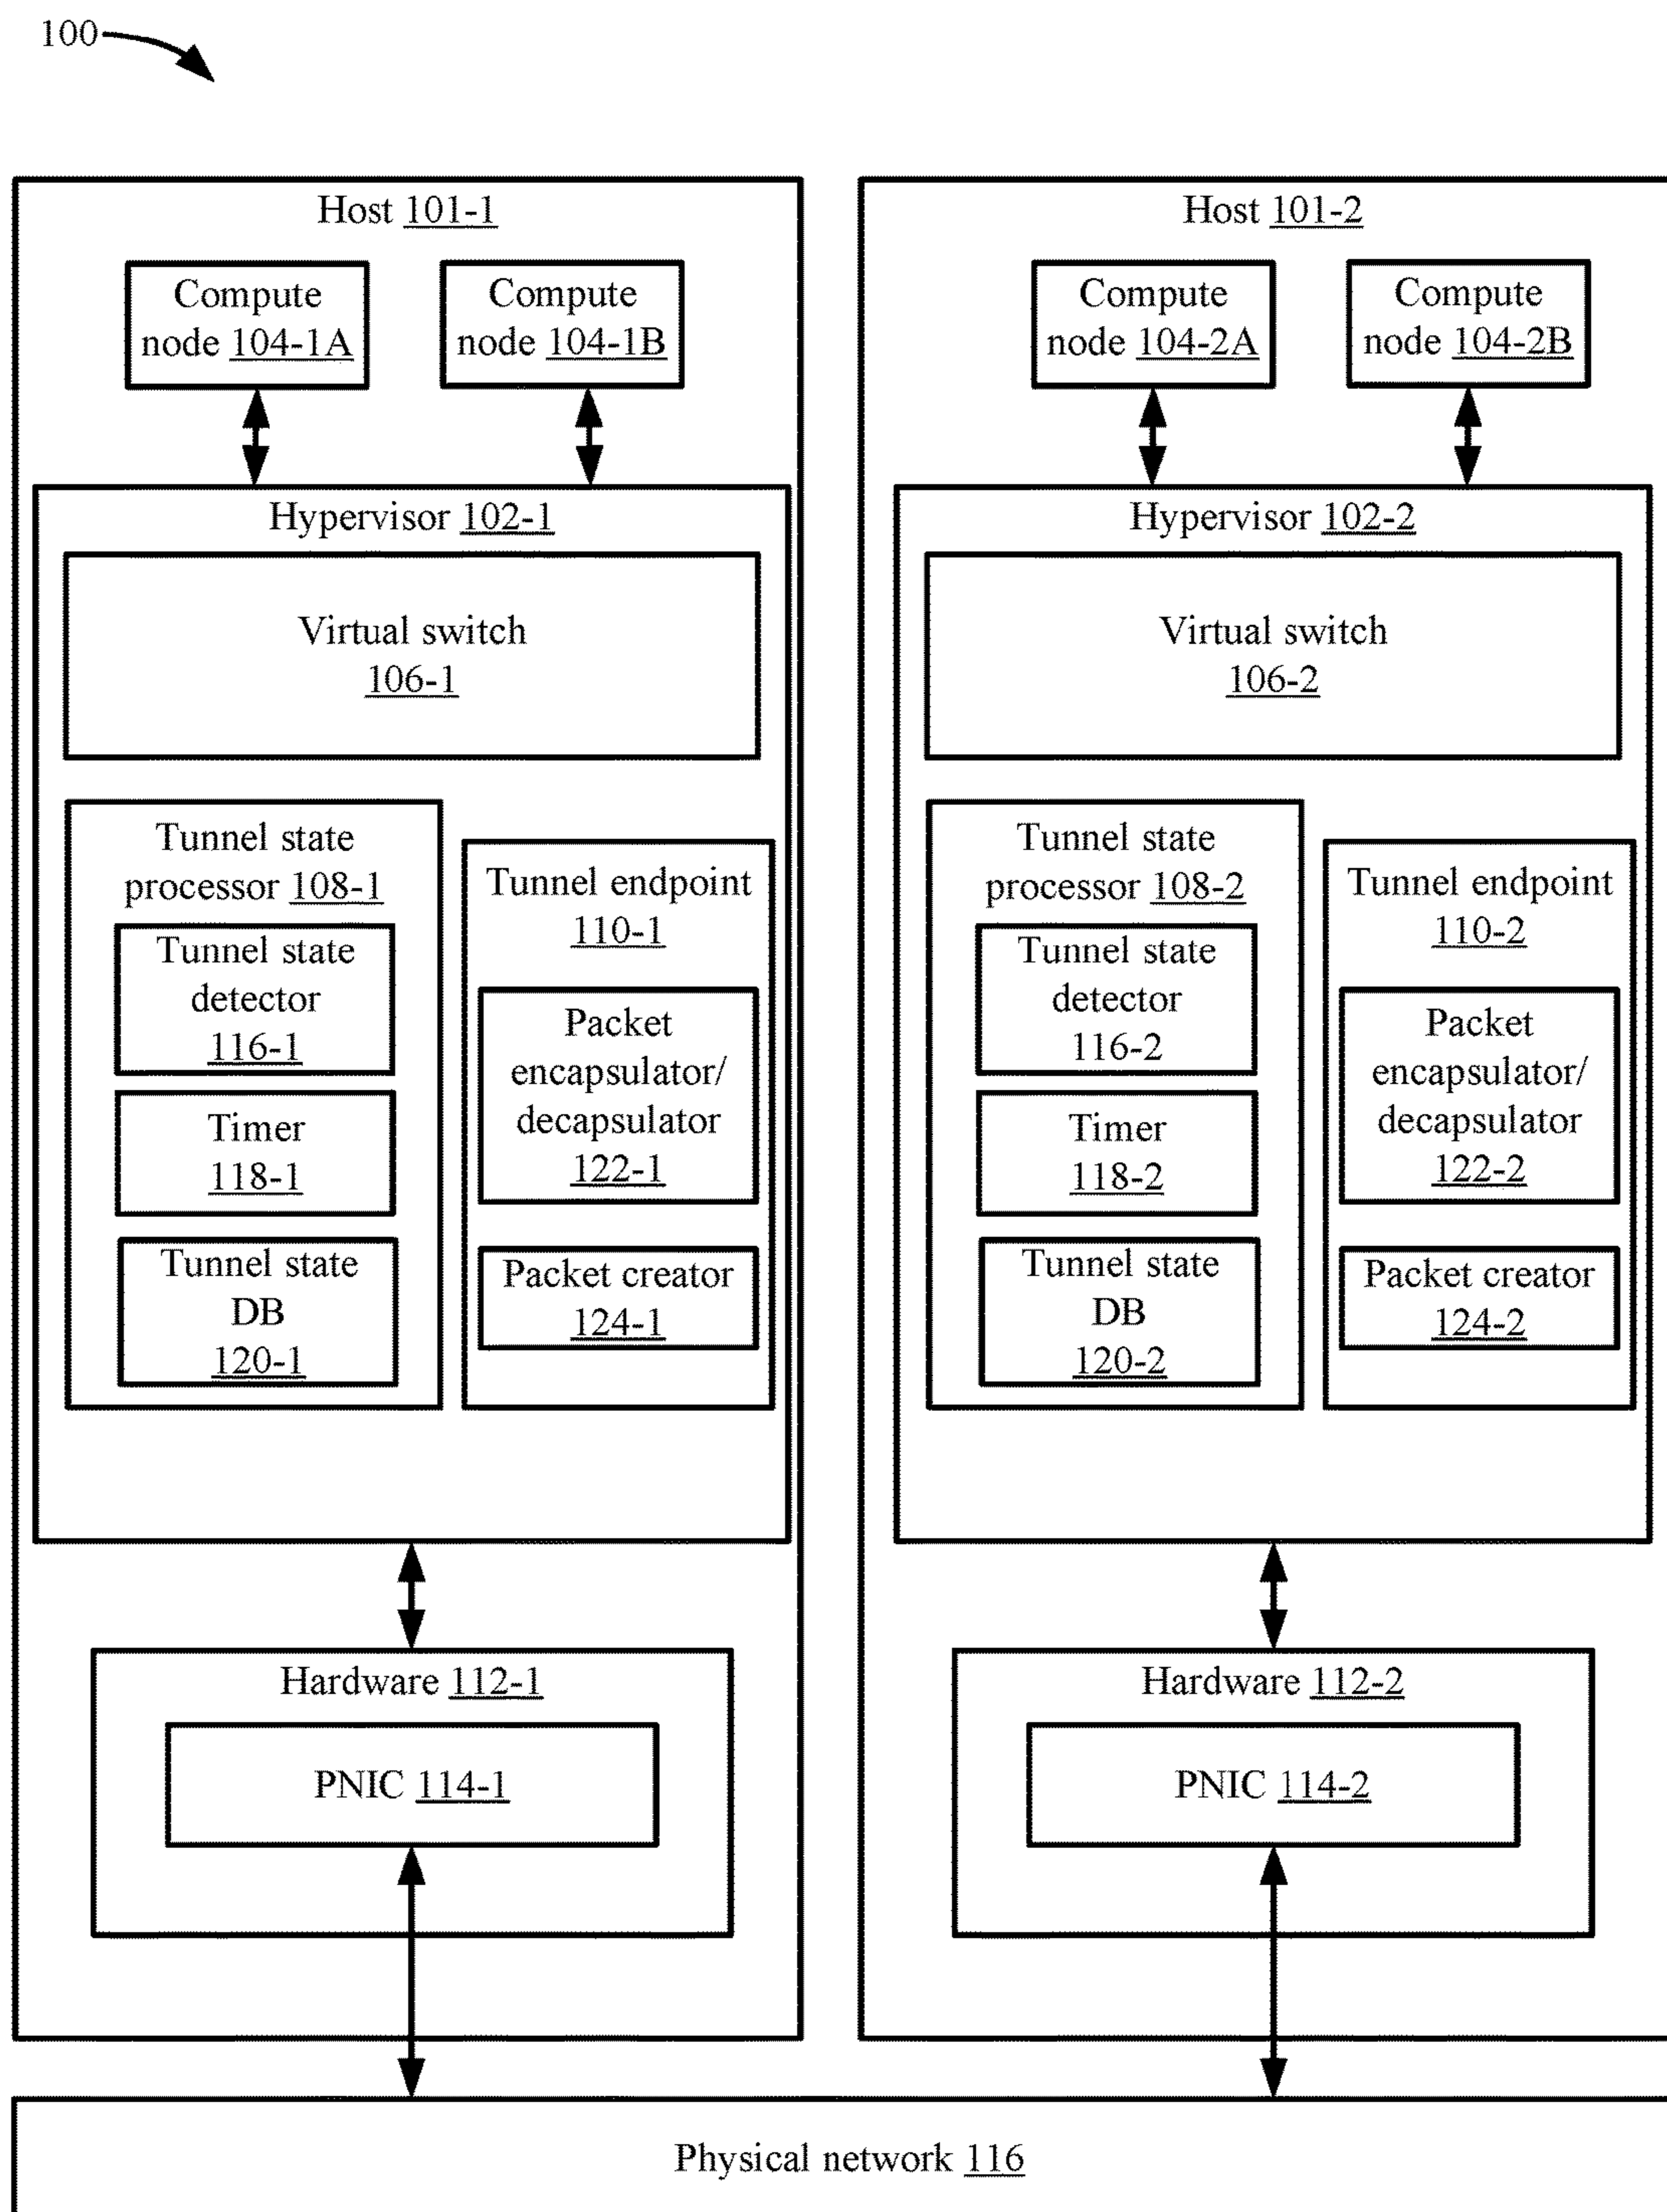 100
Host 101-1
Compute
node 104-1A
Compute
node 104-1B
Hypervisor 102-1
Virtual switch
106-1
Tunnel state
processor 108-1
Tunnel state
detector
116-1
Timer
118-1
Tunnel state
DB
120-1
Tunnel endpoint
110-1
Packet
encapsulator/
decapsulator
122-1
Packet creator
124-1
Hardware 112-1
PNIC 114-1
Host 101-2
Compute
node 104-2A
Compute
node 104-2B
Hypervisor 102-2
Virtual switch
106-2
Tunnel state
processor 108-2
Tunnel state
detector
116-2
Timer
118-2
Tunnel state
DB
120-2
Tunnel endpoint
110-2
Packet
encapsulator/
decapsulator
122-2
Packet creator
124-2
Hardware 112-2
PNIC 114-2
Physical network 116